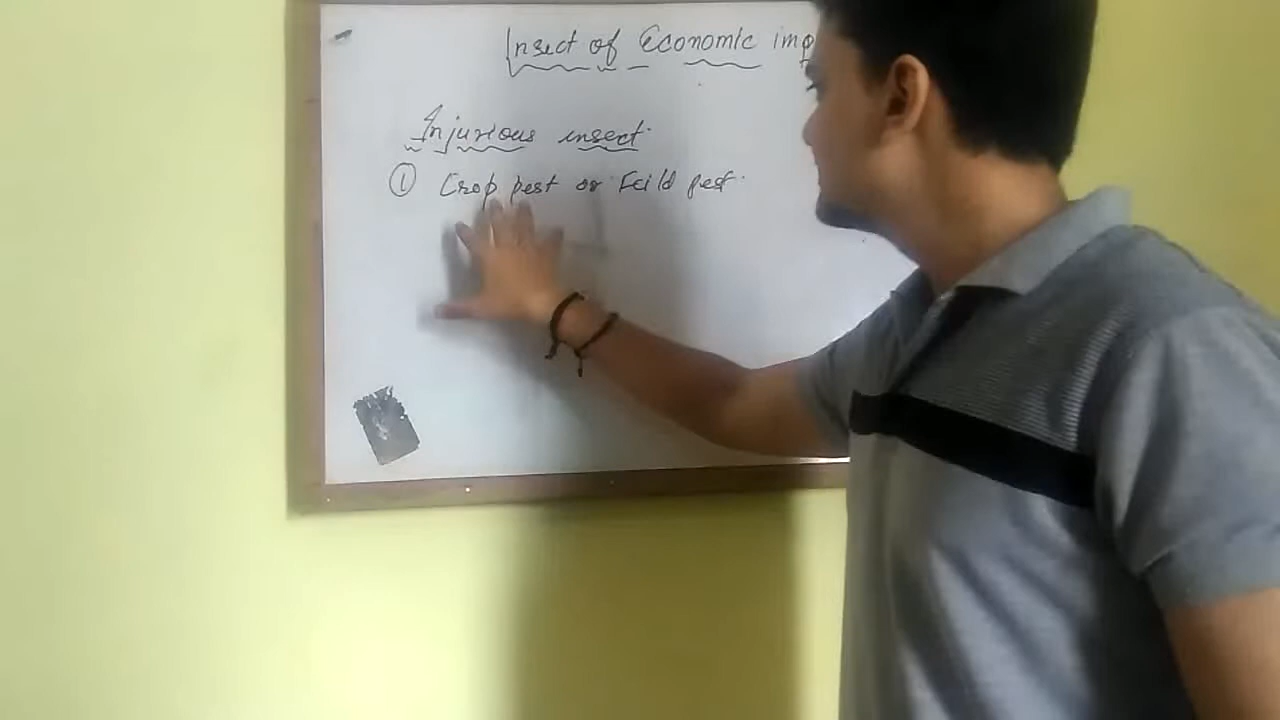 Insect of Economic imp
Injurious insect.
① Crop pest or Feild pest.